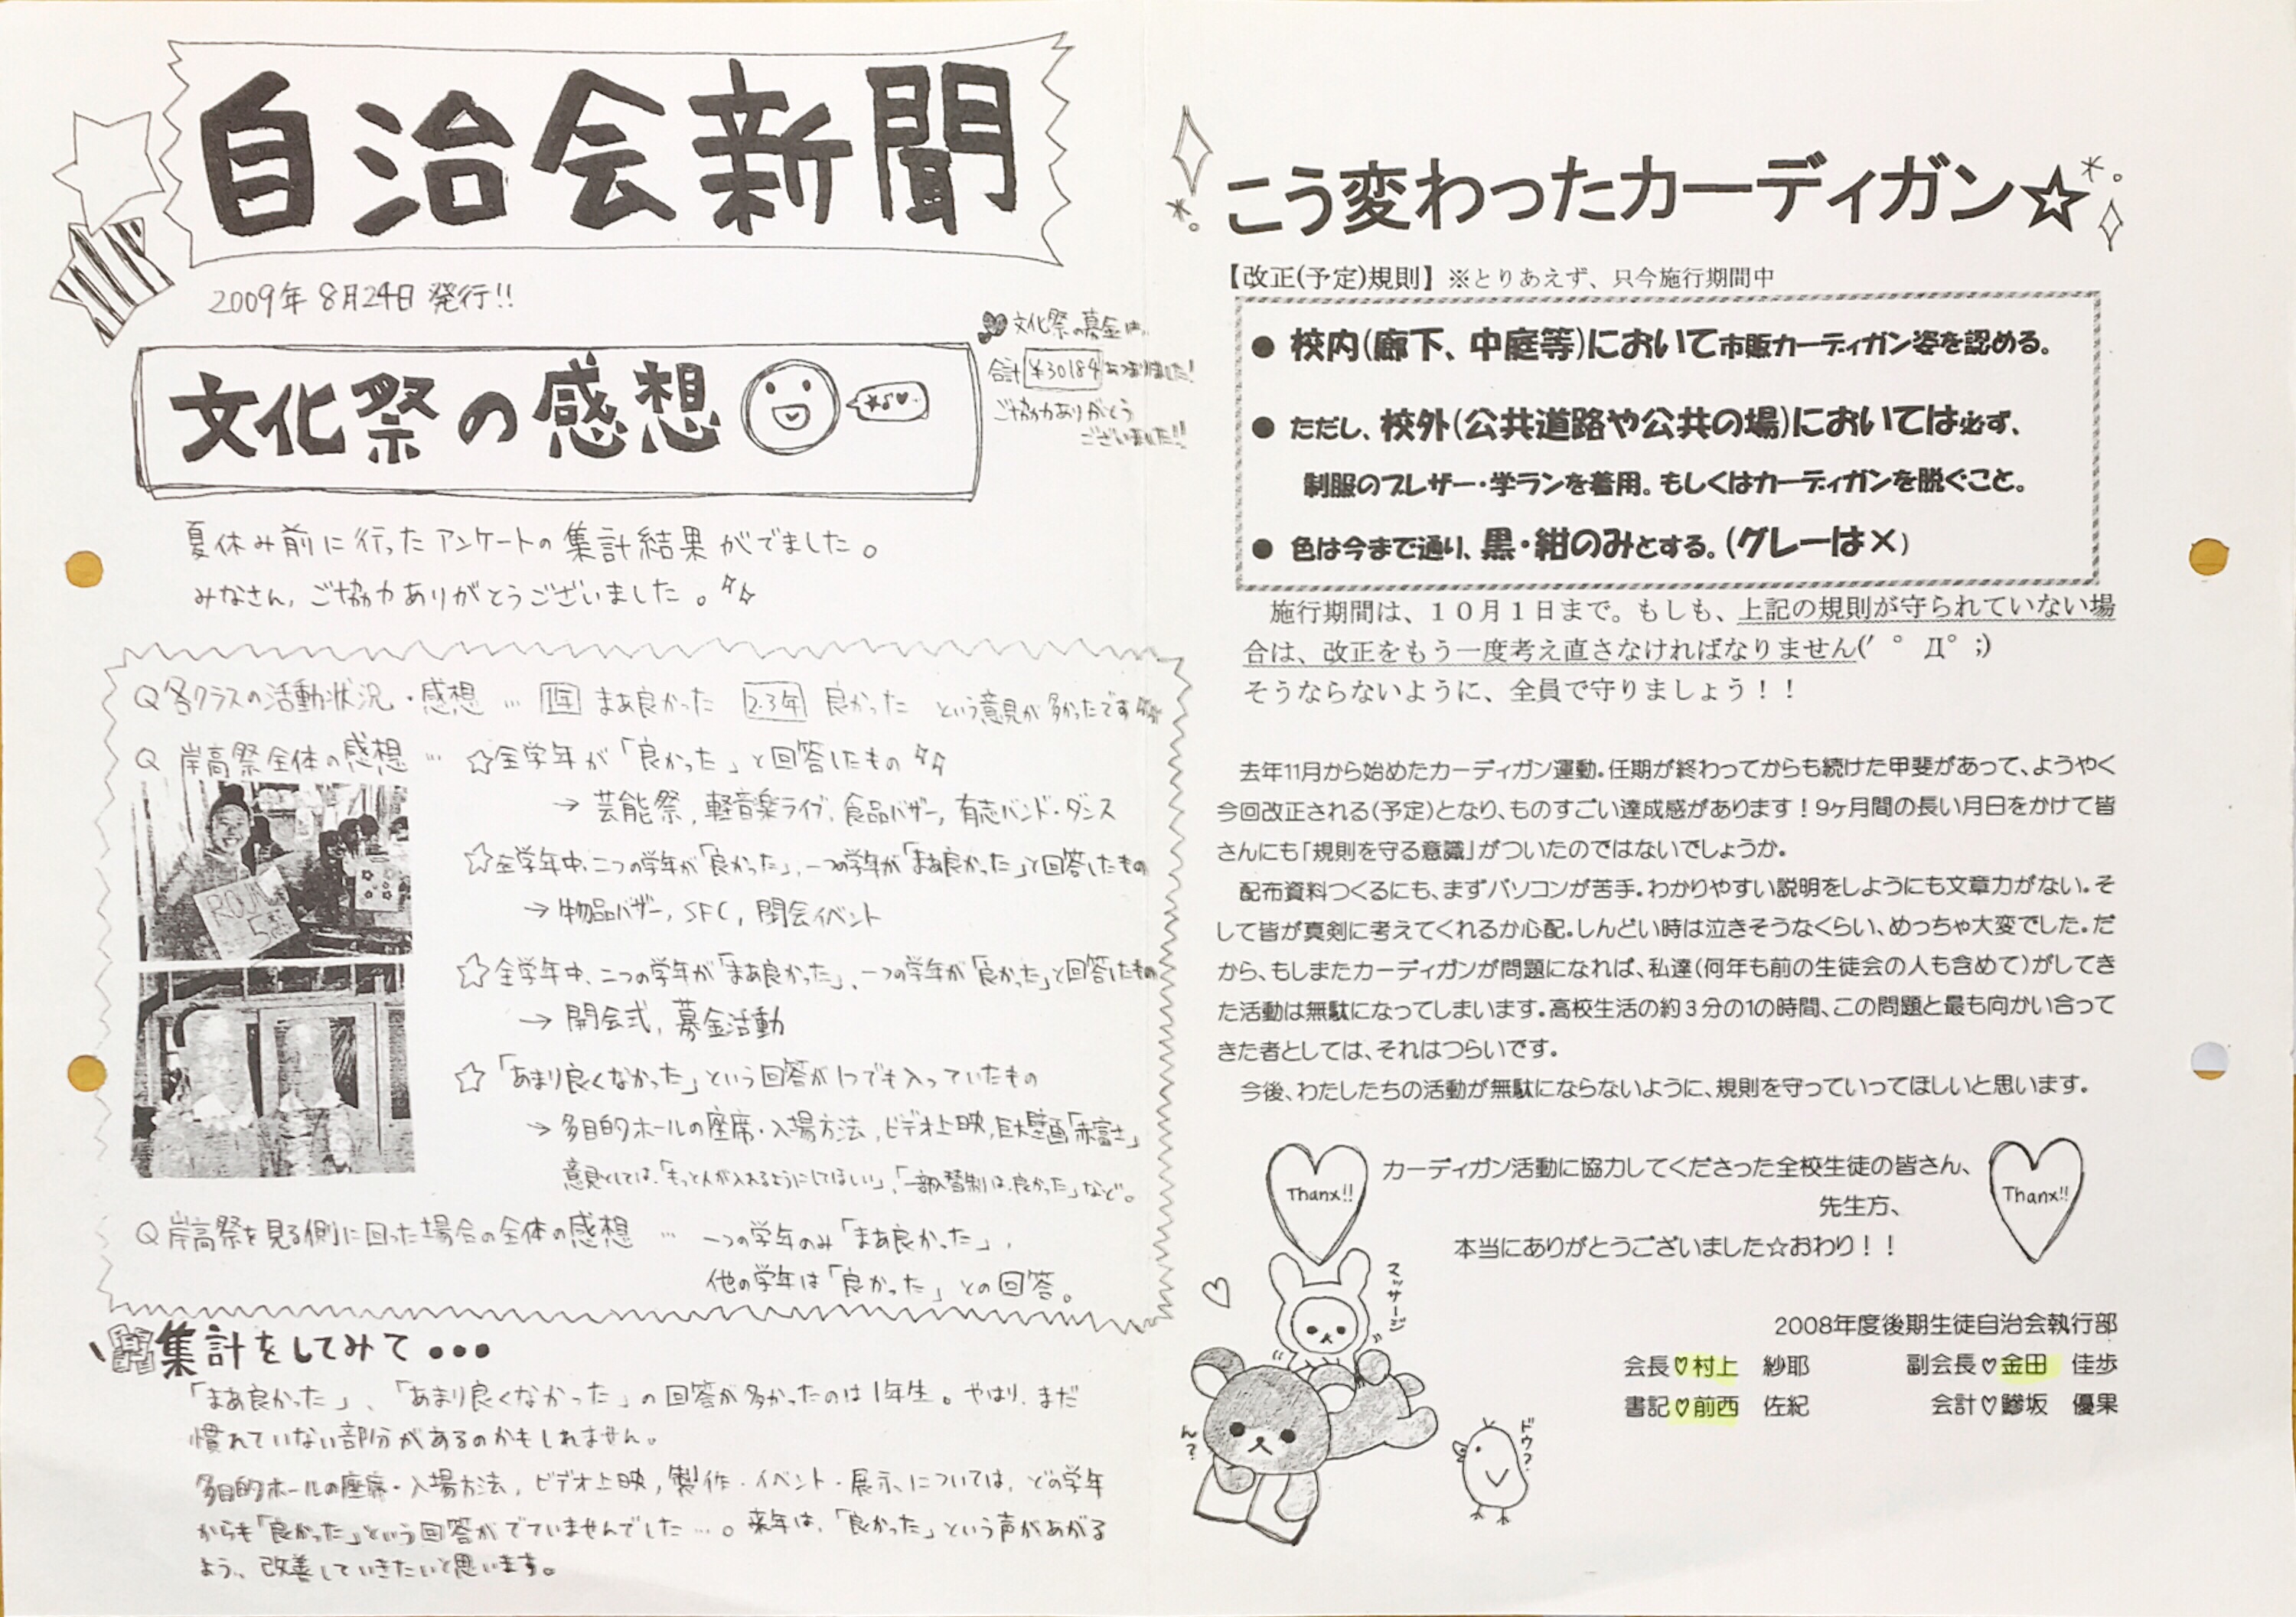 自治会新聞
2009年 8月24日 発行!!
文化祭の感想
文化祭の募金は、
合計 ¥30184 あつまりました!
ご協力ありがとう
ございました!!
夏休み前に行ったアンケートの集計結果がでました。
みなさん、ご協力ありがとうございました。
Q 各クラスの活動状況・感想 … 1年 まあ良かった 2.3年 良かった という意見が多かったです
Q 岸高祭全体の感想 … ☆全学年が「良かった」と回答したもの
→ 芸能祭, 軽音楽ライブ, 食品バザー, 有志バンド・ダンス
☆全学年中、二つの学年が「良かった」、一つの学年が「まあ良かった」と回答したもの
→ 物品バザー, SFC, 閉会イベント
☆全学年中、二つの学年が「まあ良かった」、一つの学年が「良かった」と回答したもの
→ 開会式, 募金活動
☆「あまり良くなかった」という回答が1つでも入っていたもの
→ 多目的ホールの座席・入場方法, ビデオ上映, 巨大壁画「赤富士」
意見としては、「もっと人が入れるようにしてほしい」、「一部入替制は、良かった」など。
ROUND
Q 岸高祭を見る側に回った場合の全体の感想 … 一つの学年のみ「まあ良かった」、
他の学年は「良かった」との回答。
集計をしてみて・・・
「まあ良かった」、「あまり良くなかった」の回答が多かったのは1年生。やはり、まだ
慣れていない部分があるのかもしれません。
多目的ホールの座席・入場方法, ビデオ上映, 製作・イベント・展示、については、どの学年
からも「良かった」という回答がでていませんでした…。来年は、「良かった」という声があがる
よう、改善していきたいと思います。
こう変わったカーディガン☆
【改正(予定)規則】※とりあえず、只今施行期間中
● 校内(廊下、中庭等)において市販カーディガン姿を認める。
● ただし、校外(公共道路や公共の場)においては必ず、
制服のブレザー・学ランを着用。もしくはカーディガンを脱ぐこと。
● 色は今まで通り、黒・紺のみとする。(グレーは×)
施行期間は、１０月１日まで。もしも、上記の規則が守られていない場
合は、改正をもう一度考え直さなければなりません(′゜Д゜;)
そうならないように、全員で守りましょう！！
去年11月から始めたカーディガン運動。任期が終わってからも続けた甲斐があって、ようやく
今回改正される(予定)となり、ものすごい達成感があります！９ヶ月間の長い月日をかけて皆
さんにも「規則を守る意識」がついたのではないでしょうか。
配布資料つくるにも、まずパソコンが苦手。わかりやすい説明をしようにも文章力がない。そ
して皆が真剣に考えてくれるか心配。しんどい時は泣きそうなくらい、めっちゃ大変でした。だ
から、もしまたカーディガンが問題になれば、私達(何年も前の生徒会の人も含めて)がしてき
た活動は無駄になってしまいます。高校生活の約３分の1の時間、この問題と最も向かい合って
きた者としては、それはつらいです。
今後、わたしたちの活動が無駄にならないように、規則を守っていってほしいと思います。
Thanx!!
カーディガン活動に協力してくださった全校生徒の皆さん、
先生方、
本当にありがとうございました☆おわり！！
Thanx!!
マッサージ
ん？
ドゥ？
2008年度後期生徒自治会執行部
会長♡村上　紗耶　副会長♡金田　佳歩
書記♡前西　佐紀　会計♡鯵坂　優果